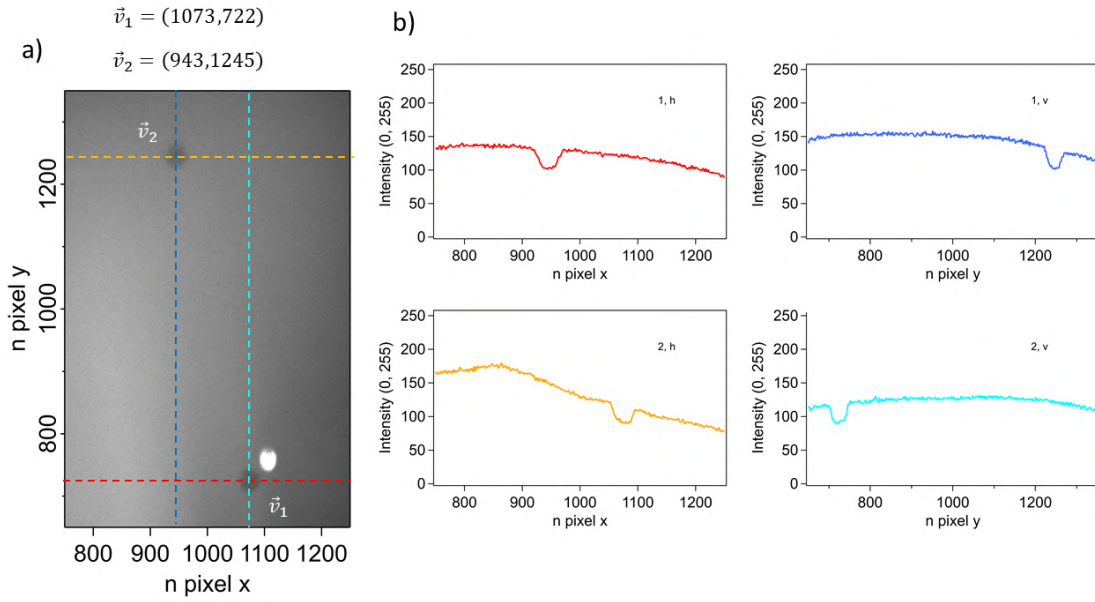 v⃗₁ = (1073,722)
a)
v⃗₂ = (943,1245)
v⃗₂
v⃗₁
1200
1000
800
n pixel y
800 900 1000 1100 1200
n pixel x
b)
250
200
150
100
50
0
Intensity (0, 255)
1, h
800 900 1000 1100 1200
n pixel x
250
200
150
100
50
0
Intensity (0, 255)
1, v
800 1000 1200
n pixel y
250
200
150
100
50
0
Intensity (0, 255)
2, h
800 900 1000 1100 1200
n pixel x
250
200
150
100
50
0
Intensity (0, 255)
2, v
800 1000 1200
n pixel y